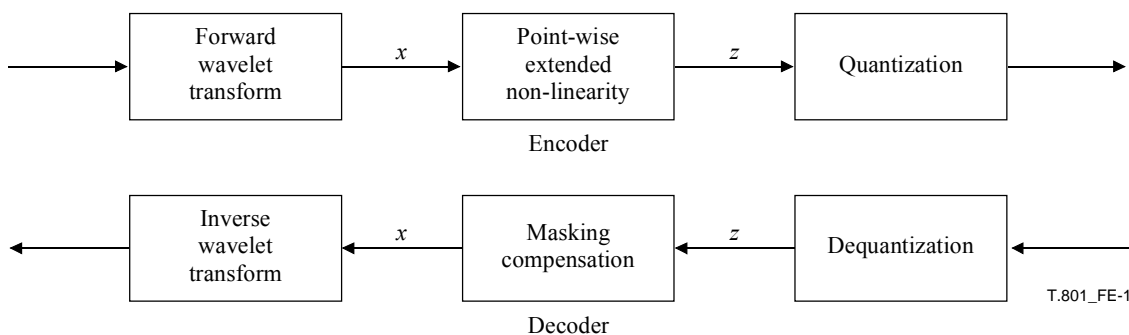 Forward
wavelet
transform
x
Point-wise
extended
non-linearity
z
Quantization
Encoder
Inverse
wavelet
transform
x
Masking
compensation
z
Dequantization
T.801_FE-1
Decoder